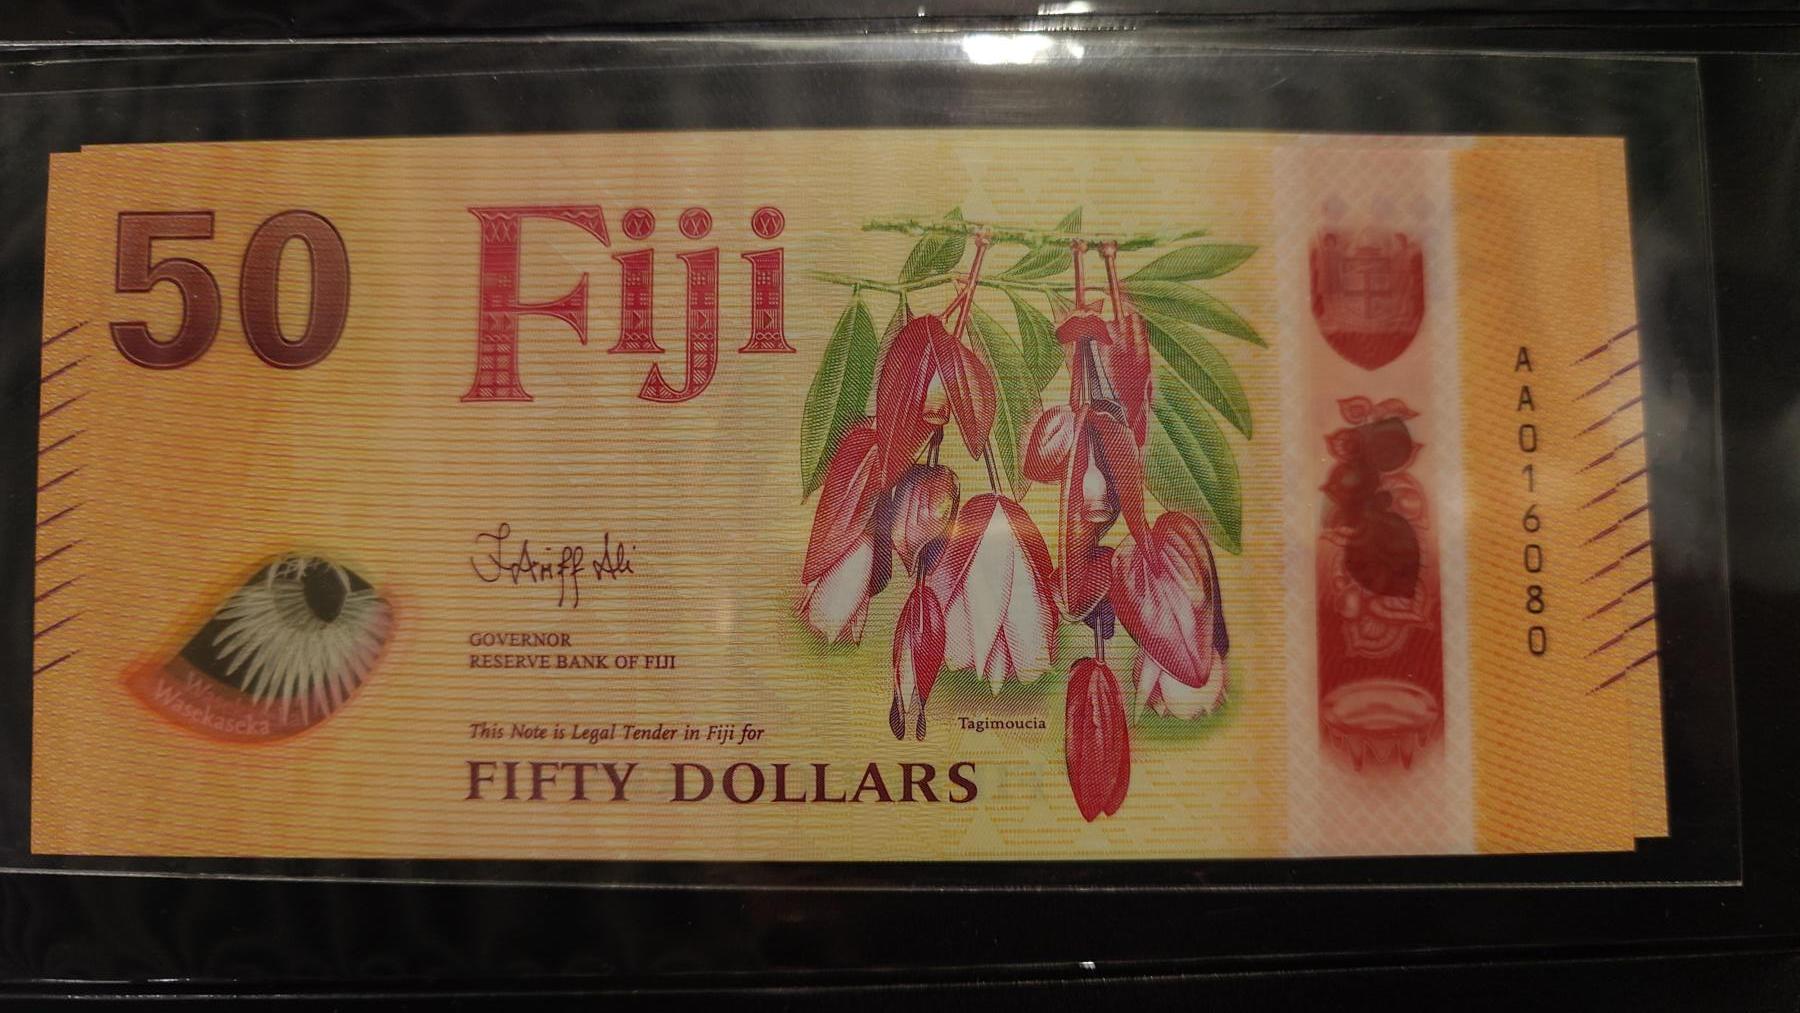 50
Fiji
GOVERNOR
RESERVE BANK OF FIJI
This Note is Legal Tender in Fiji for
FIFTY DOLLARS
Wasekaseka
Tagimoucia
AA016080